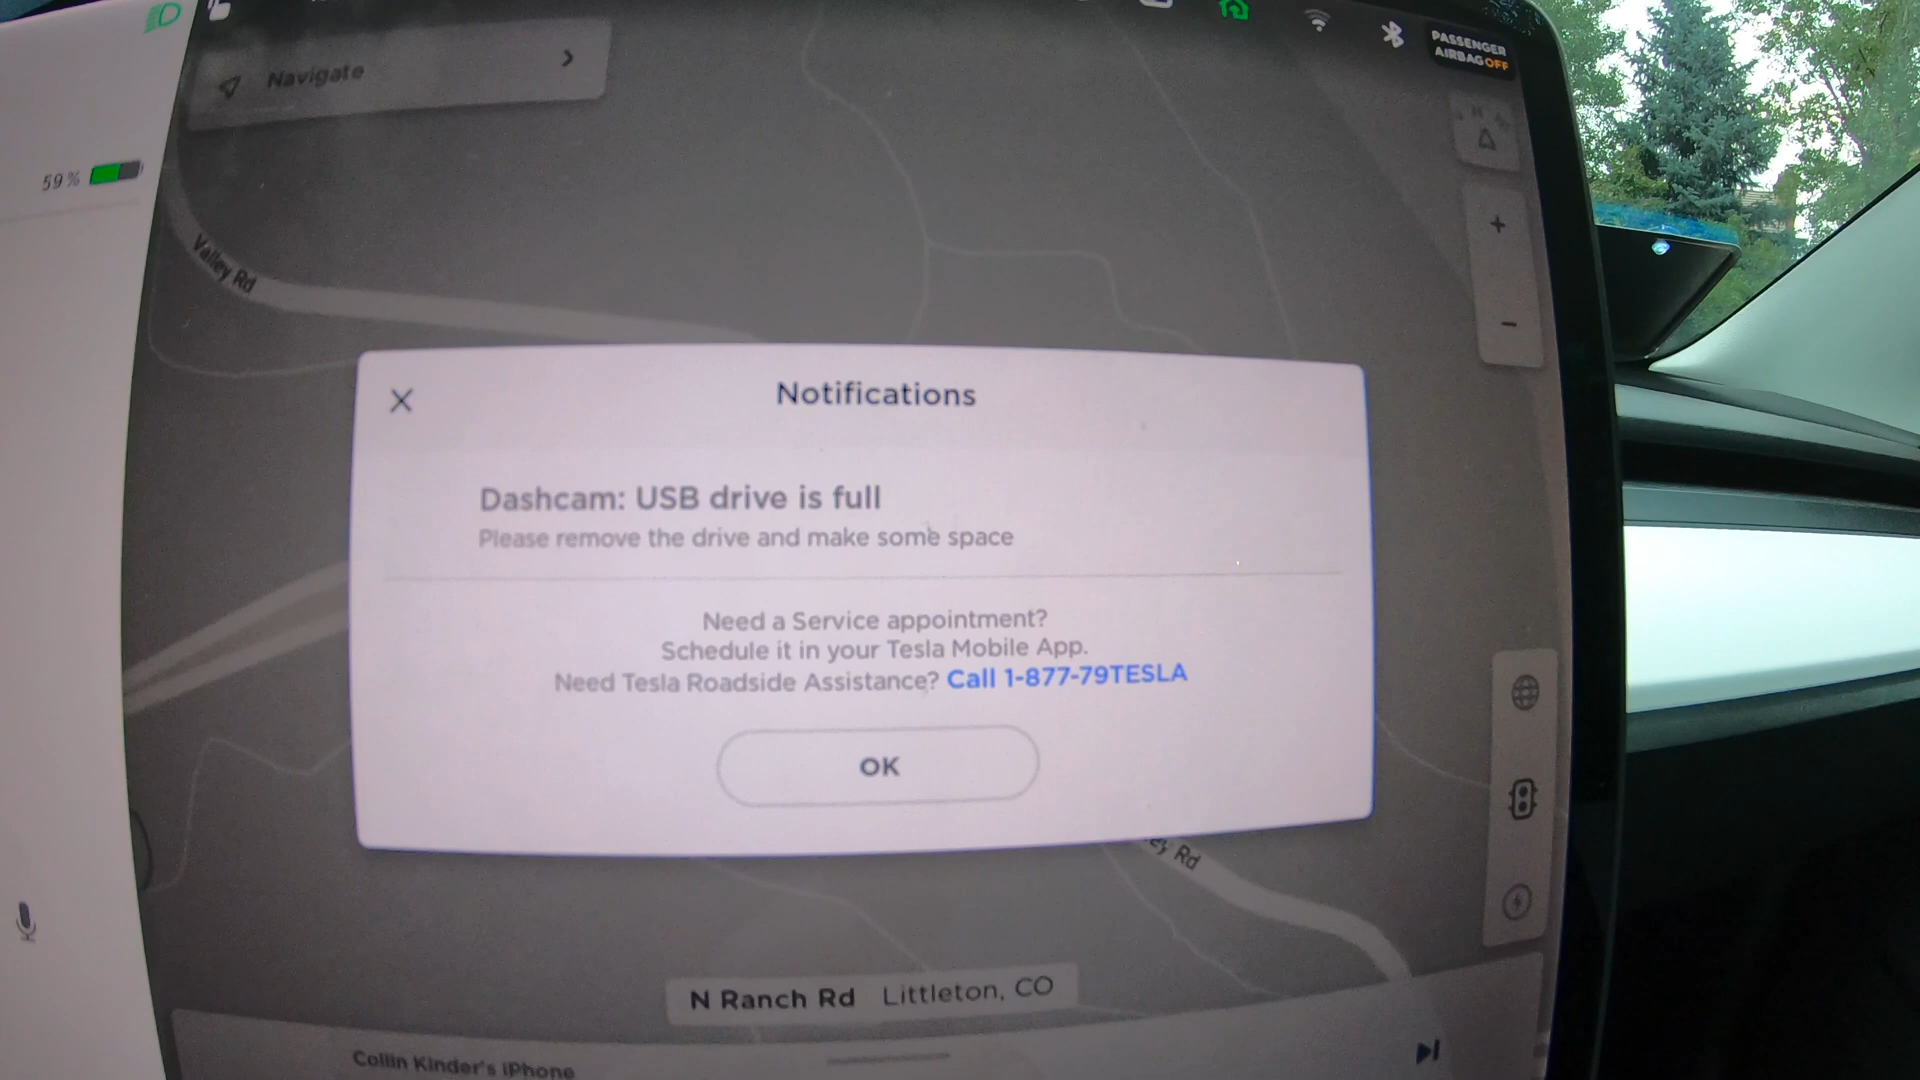 PASSENGER
AIRBAG OFF
Navigate
59%
Valley Rd
Notifications
Dashcam: USB drive is full
Please remove the drive and make some space
Need a Service appointment?
Schedule it in your Tesla Mobile App.
Need Tesla Roadside Assistance? Call 1-877-79TESLA
OK
ey Rd
N Ranch Rd Littleton, CO
Collin Kinder's iPhone